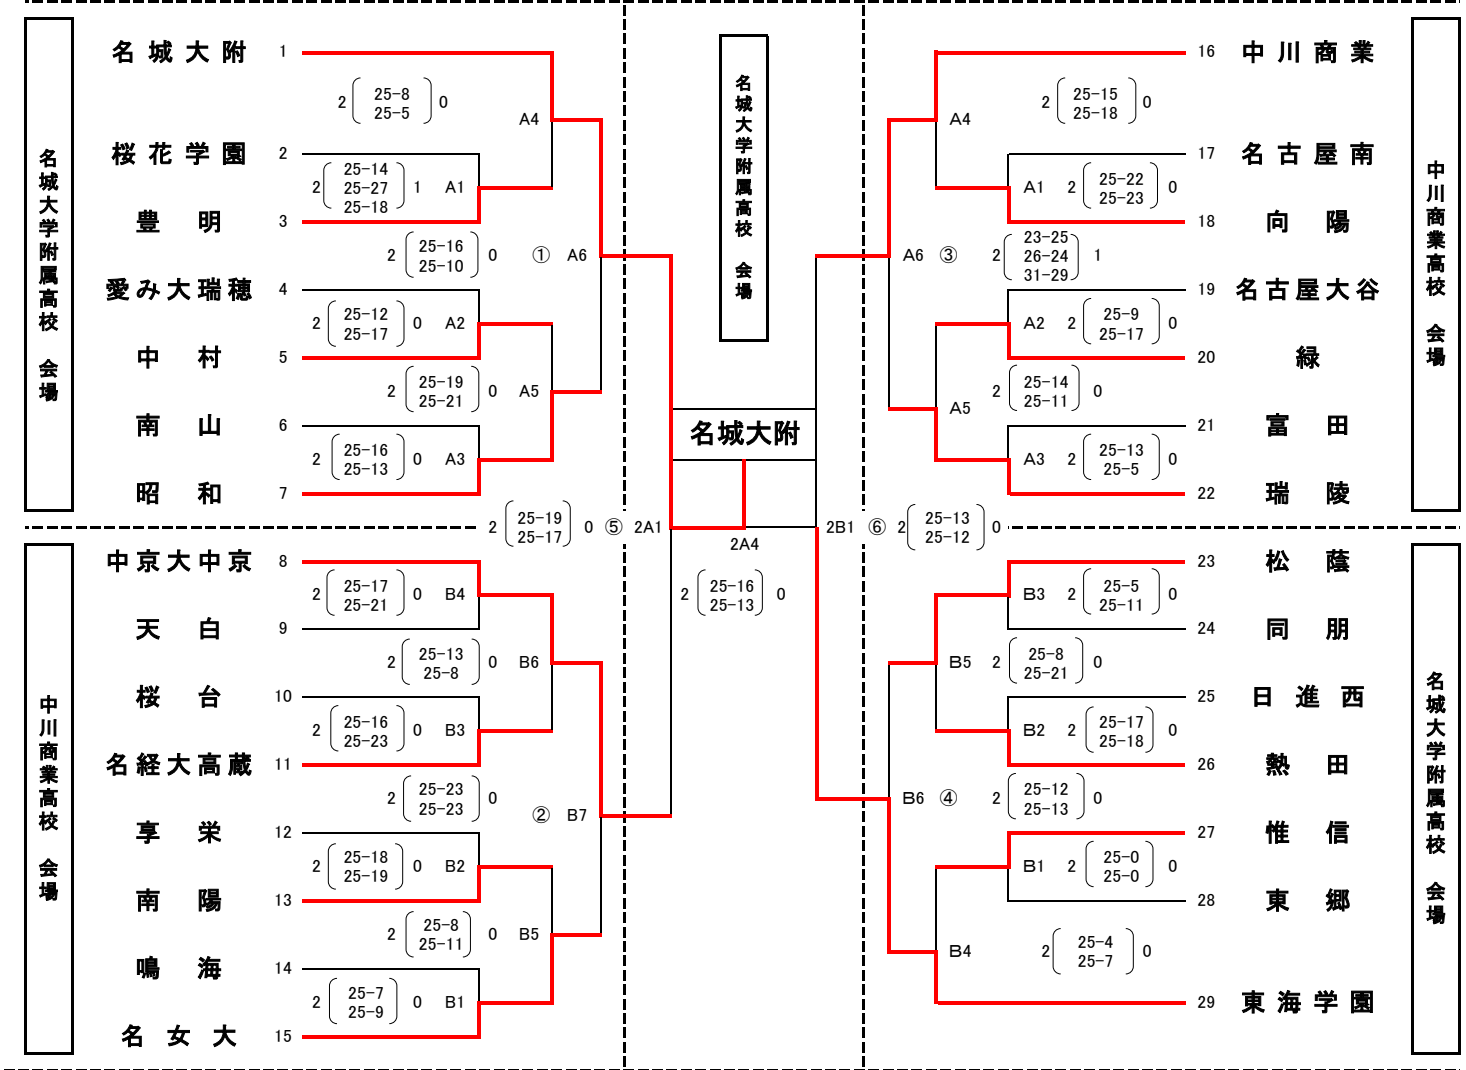 名城大学附属高校 会場
中川商業高校 会場
名城大学附属高校 会場
中川商業高校 会場
名城大学附属高校 会場
名城大附 1
2 25-8 0
25-5
A4
桜花学園 2
25-14
2 25-27 1 A1
25-18
豊明 3
2 25-16 0 ① A6
25-10
愛み大瑞穂 4
2 25-12 0 A2
25-17
中村 5
2 25-19 0 A5
25-21
南山 6
2 25-16 0 A3
25-13
昭和 7
2 25-19 0 ⑤ 2A1
25-17
中京大中京 8
2 25-17 0 B4
25-21
天白 9
2 25-13 0 B6
25-8
桜台 10
2 25-16 0 B3
25-23
名経大高蔵 11
2 25-23 0 ② B7
25-23
享栄 12
2 25-18 0 B2
25-19
南陽 13
2 25-8 0 B5
25-11
鳴海 14
2 25-7 0 B1
25-9
名女大 15
名城大附
2A4
2 25-16 0
25-13
16 中川商業
A4 2 25-15 0
25-18
17 名古屋南
A1 2 25-22 0
25-23
18 向陽
23-25
A6 ③ 2 26-24 1
31-29
19 名古屋大谷
A2 2 25-9 0
25-17
20 緑
A5 2 25-14 0
25-11
21 富田
A3 2 25-13 0
25-5
22 瑞陵
2B1 ⑥ 2 25-13 0
25-12
23 松蔭
B3 2 25-5 0
25-11
24 同朋
B5 2 25-8 0
25-21
25 日進西
B2 2 25-17 0
25-18
26 熱田
B6 ④ 2 25-12 0
25-13
27 惟信
B1 2 25-0 0
25-0
28 東郷
B4 2 25-4 0
25-7
29 東海学園